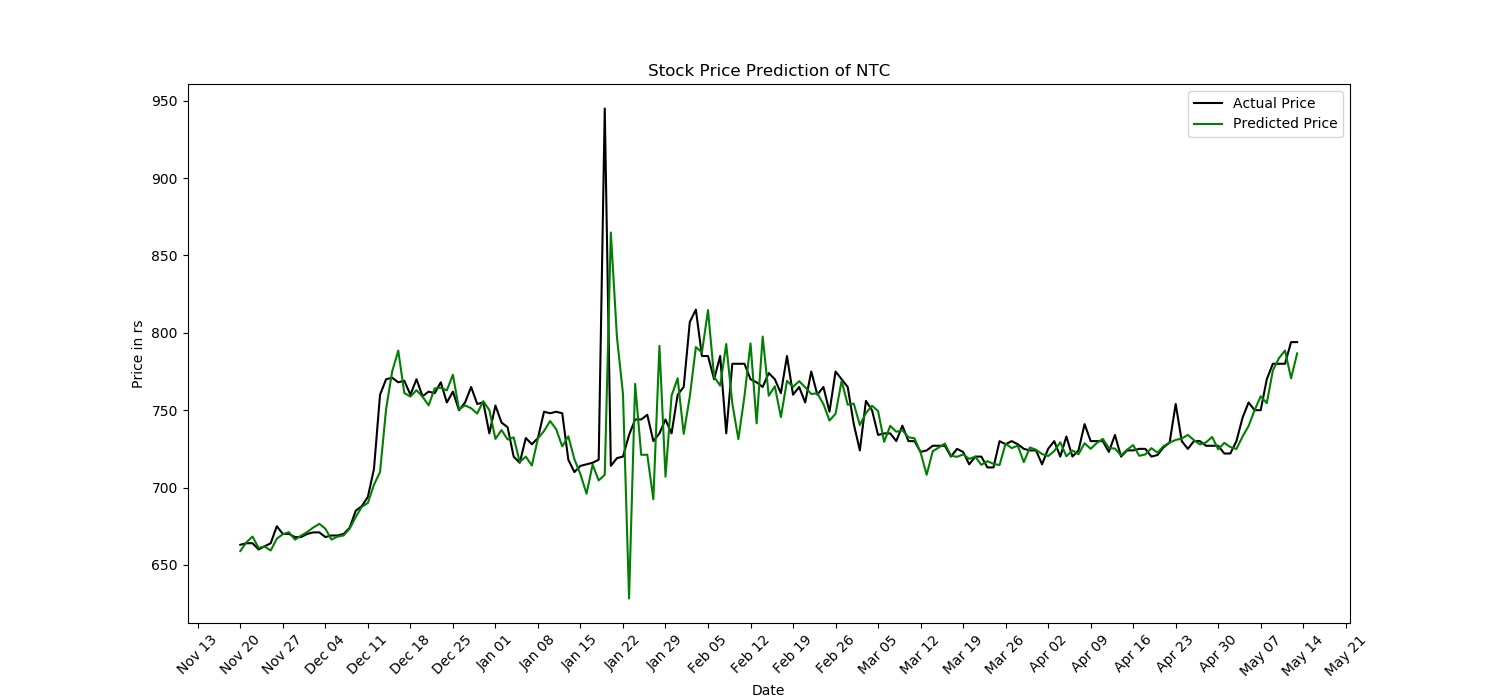 Stock Price Prediction of NTC
Actual Price
Predicted Price
Price in rs
950
900
850
800
750
700
650
Nov 13
Nov 20
Nov 27
Dec 04
Dec 11
Dec 18
Dec 25
Jan 01
Jan 08
Jan 15
Jan 22
Jan 29
Feb 05
Feb 12
Feb 19
Feb 26
Mar 05
Mar 12
Mar 19
Mar 26
Apr 02
Apr 09
Apr 16
Apr 23
Apr 30
May 07
May 14
May 21
Date